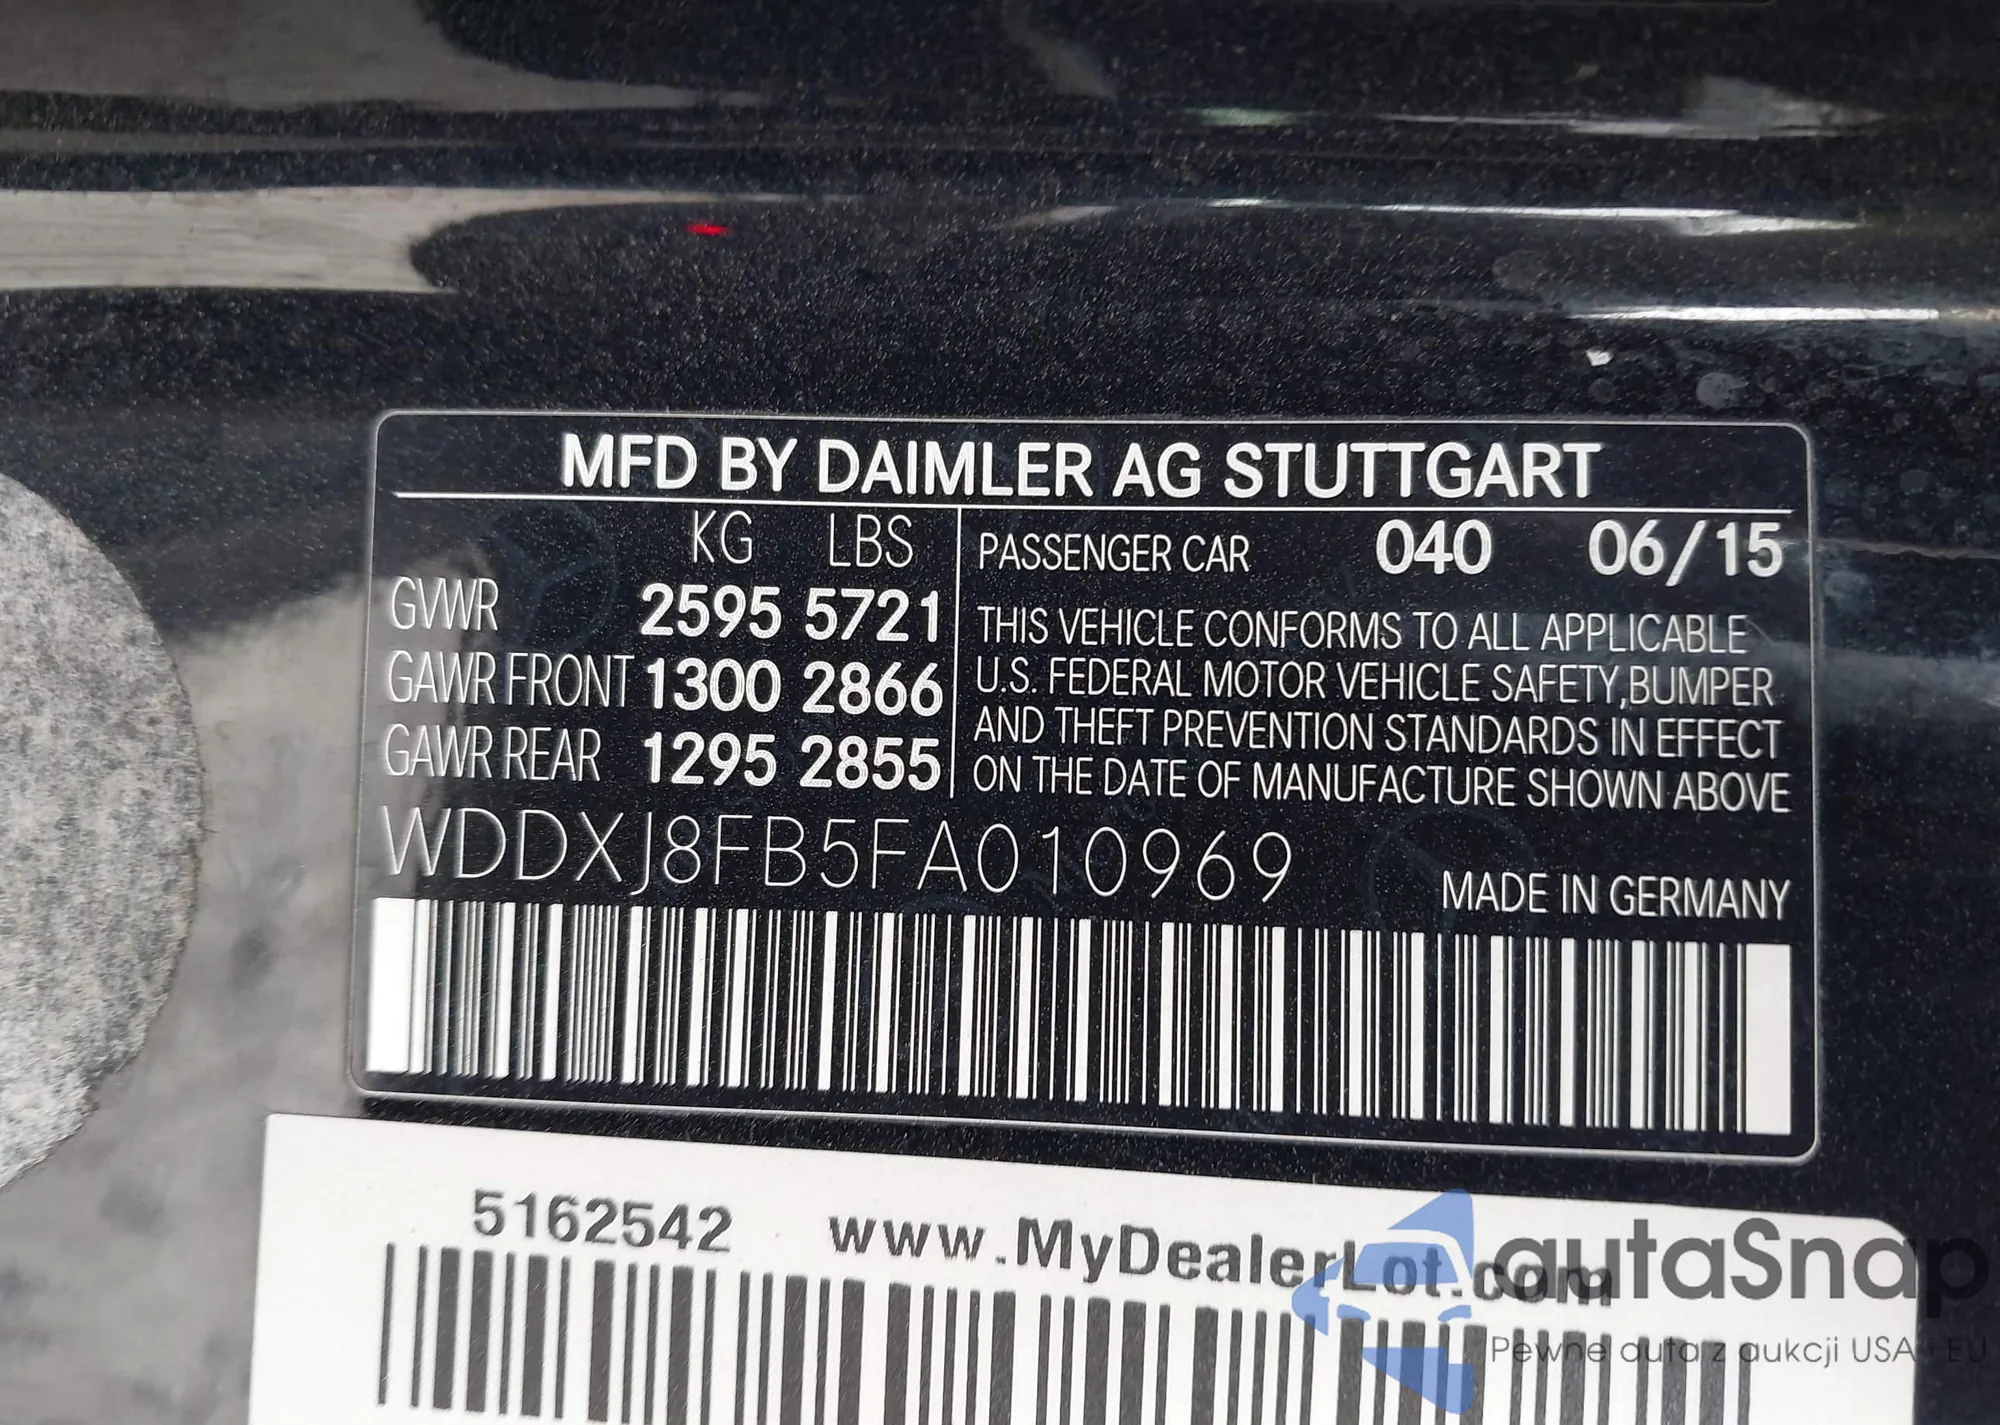 MFD BY DAIMLER AG STUTTGART
KG LBS
GVWR 2595 5721
GAWR FRONT 1300 2866
GAWR REAR 1295 2855
PASSENGER CAR 040 06/15
THIS VEHICLE CONFORMS TO ALL APPLICABLE
U.S. FEDERAL MOTOR VEHICLE SAFETY,BUMPER
AND THEFT PREVENTION STANDARDS IN EFFECT
ON THE DATE OF MANUFACTURE SHOWN ABOVE
WDDXJ8FB5FA010969
MADE IN GERMANY
5162542 www.MyDealerLot.com
autaSnap
Pewne auta z aukcji USA i EU